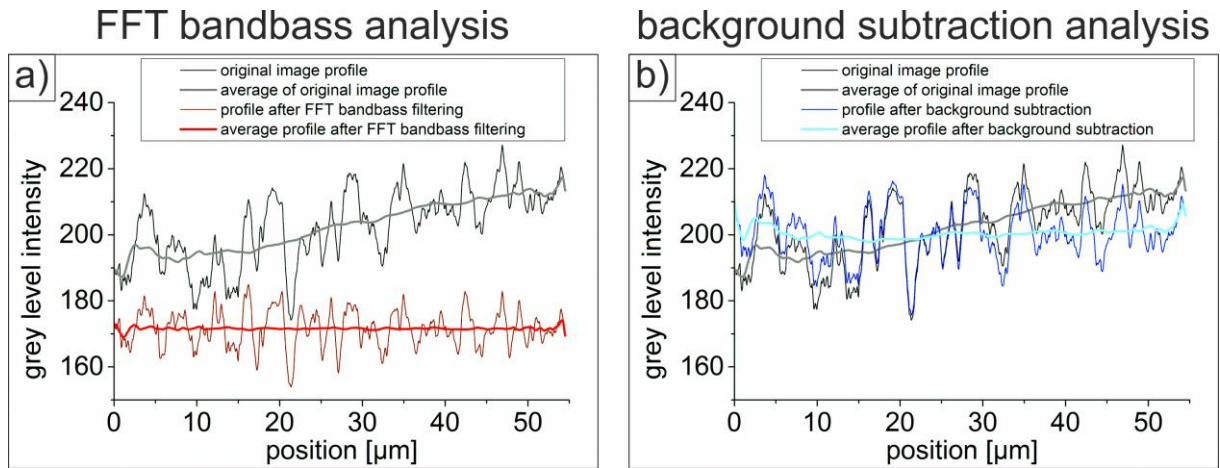 FFT bandbass analysis
background subtraction analysis
a)
original image profile
average of original image profile
profile after FFT bandbass filtering
average profile after FFT bandbass filtering
grey level intensity
240
220
200
180
160
0 10 20 30 40 50
position [µm]
b)
original image profile
average of original image profile
profile after background subtraction
average profile after background subtraction
grey level intensity
240
220
200
180
160
0 10 20 30 40 50
position [µm]